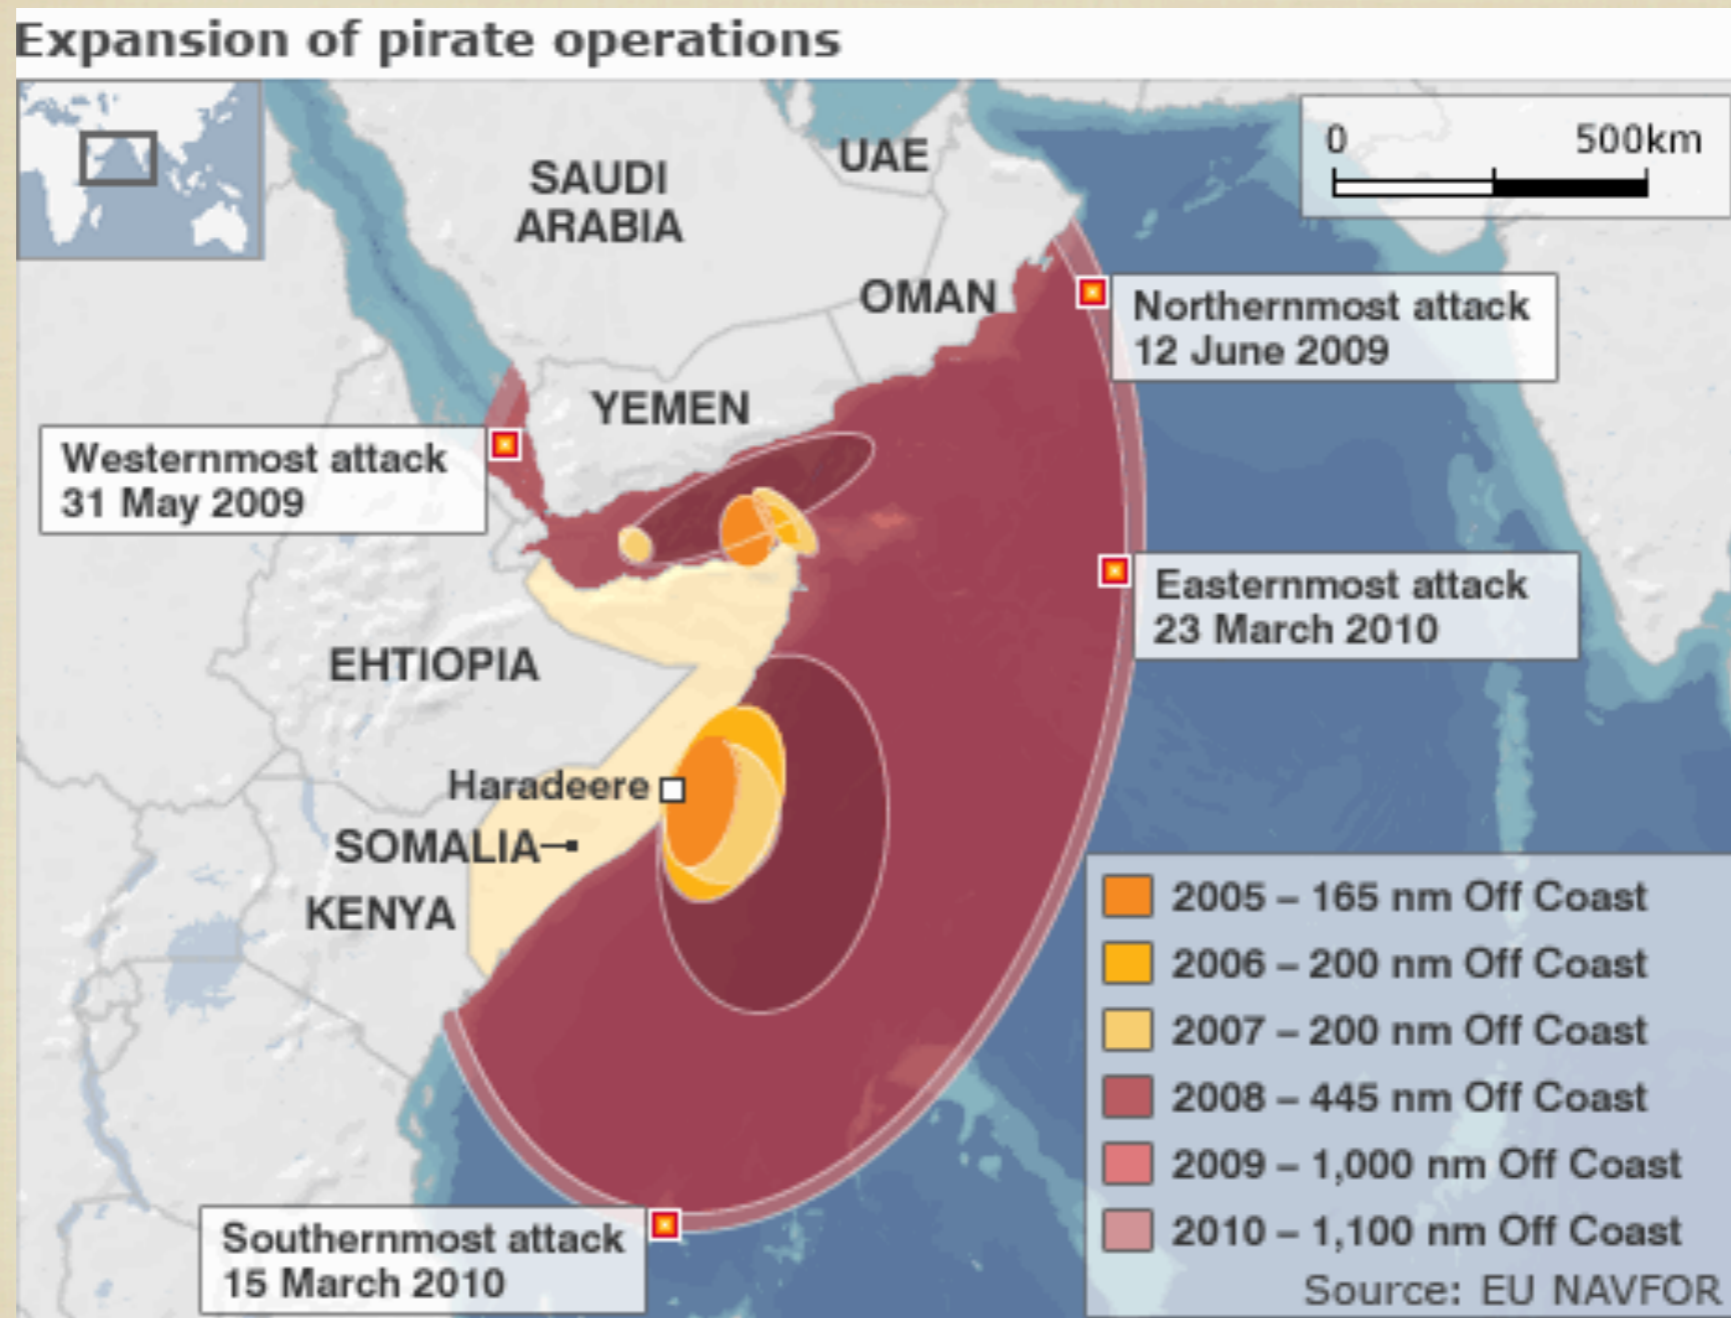 Expansion of pirate operations
0 500km
SAUDI
ARABIA
UAE
OMAN
Northernmost attack
12 June 2009
YEMEN
Westernmost attack
31 May 2009
Easternmost attack
23 March 2010
EHTIOPIA
Haradeere
SOMALIA
KENYA
2005 – 165 nm Off Coast
2006 – 200 nm Off Coast
2007 – 200 nm Off Coast
2008 – 445 nm Off Coast
2009 – 1,000 nm Off Coast
2010 – 1,100 nm Off Coast
Southernmost attack
15 March 2010
Source: EU NAVFOR